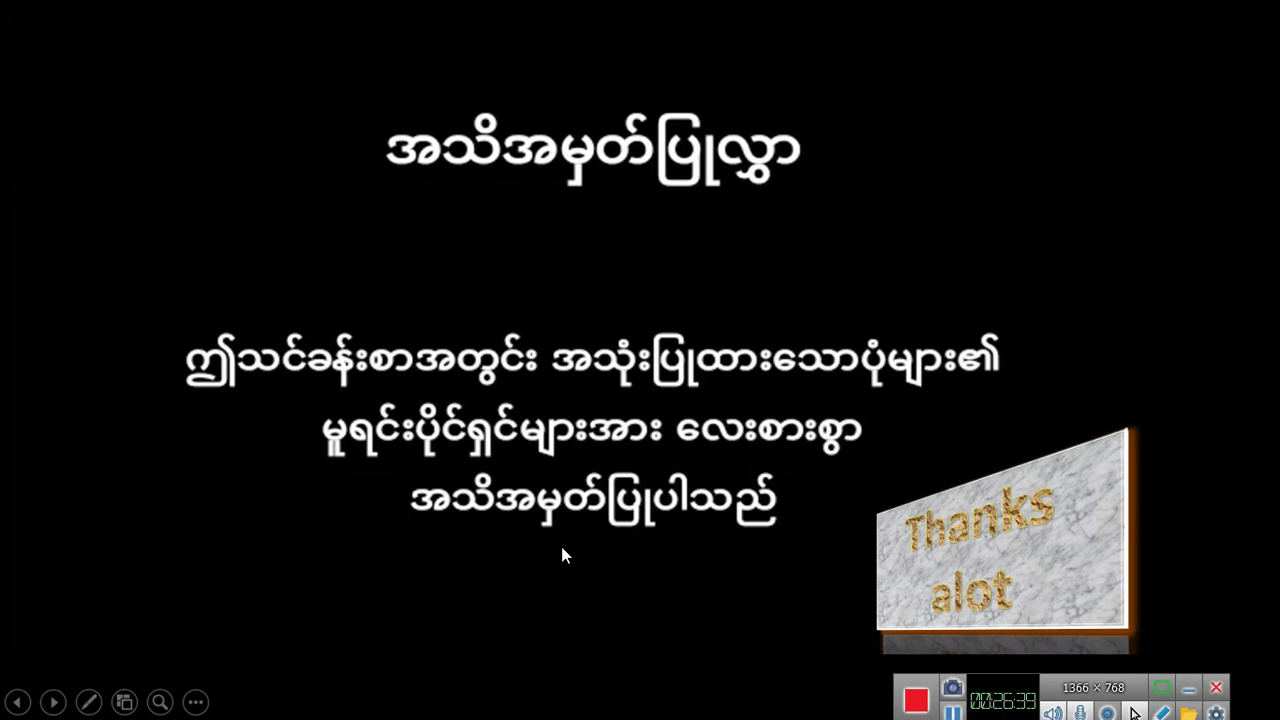 အသိအမှတ်ပြုလွှာ
ဤသင်ခန်းစာအတွင်း အသုံးပြုထားသောပုံများ၏
မူရင်းပိုင်ရှင်များအား လေးစားစွာ
အသိအမှတ်ပြုပါသည်
Thanks
alot
1366 × 768
00:26:39